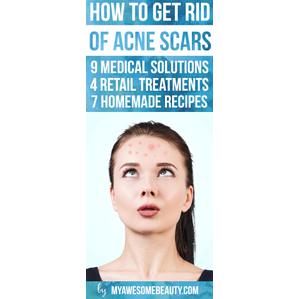 HOW TO GET RID
OF ACNE SCARS
9 MEDICAL SOLUTIONS
4 RETAIL TREATMENTS
7 HOMEMADE RECIPES
by MYAWESOMEBEAUTY.COM